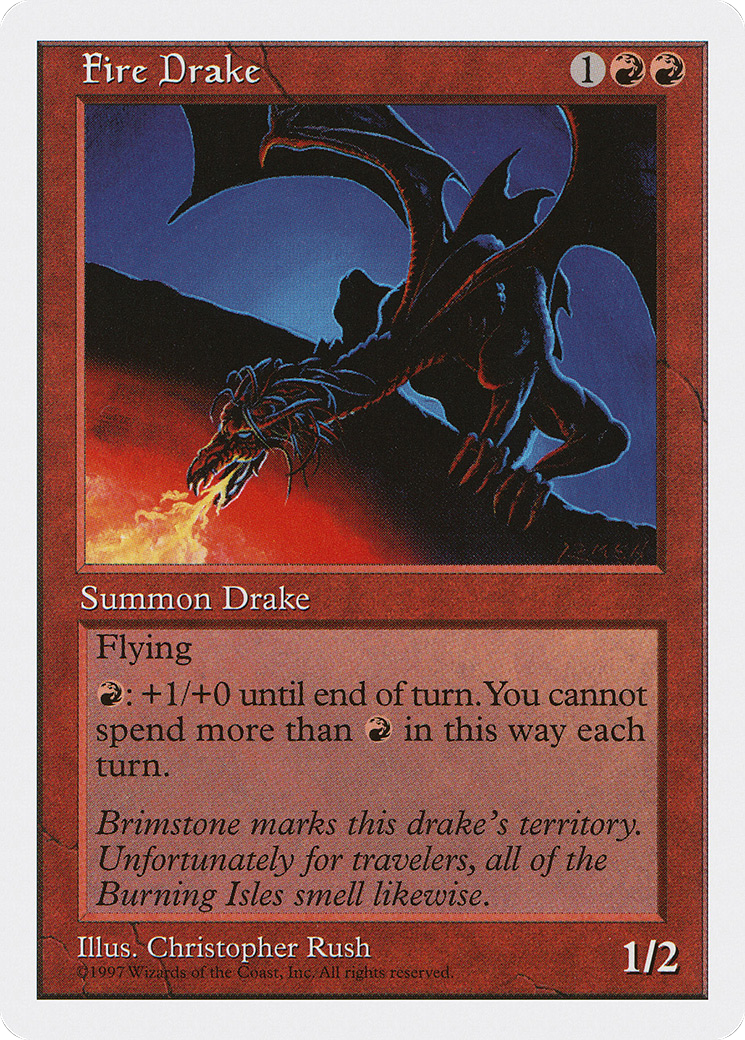 Fire Drake
1
Summon Drake
Flying
: +1/+0 until end of turn. You cannot
spend more than in this way each
turn.
Brimstone marks this drake's territory.
Unfortunately for travelers, all of the
Burning Isles smell likewise.
Illus. Christopher Rush
1/2
©1997 Wizards of the Coast, Inc. All rights reserved.